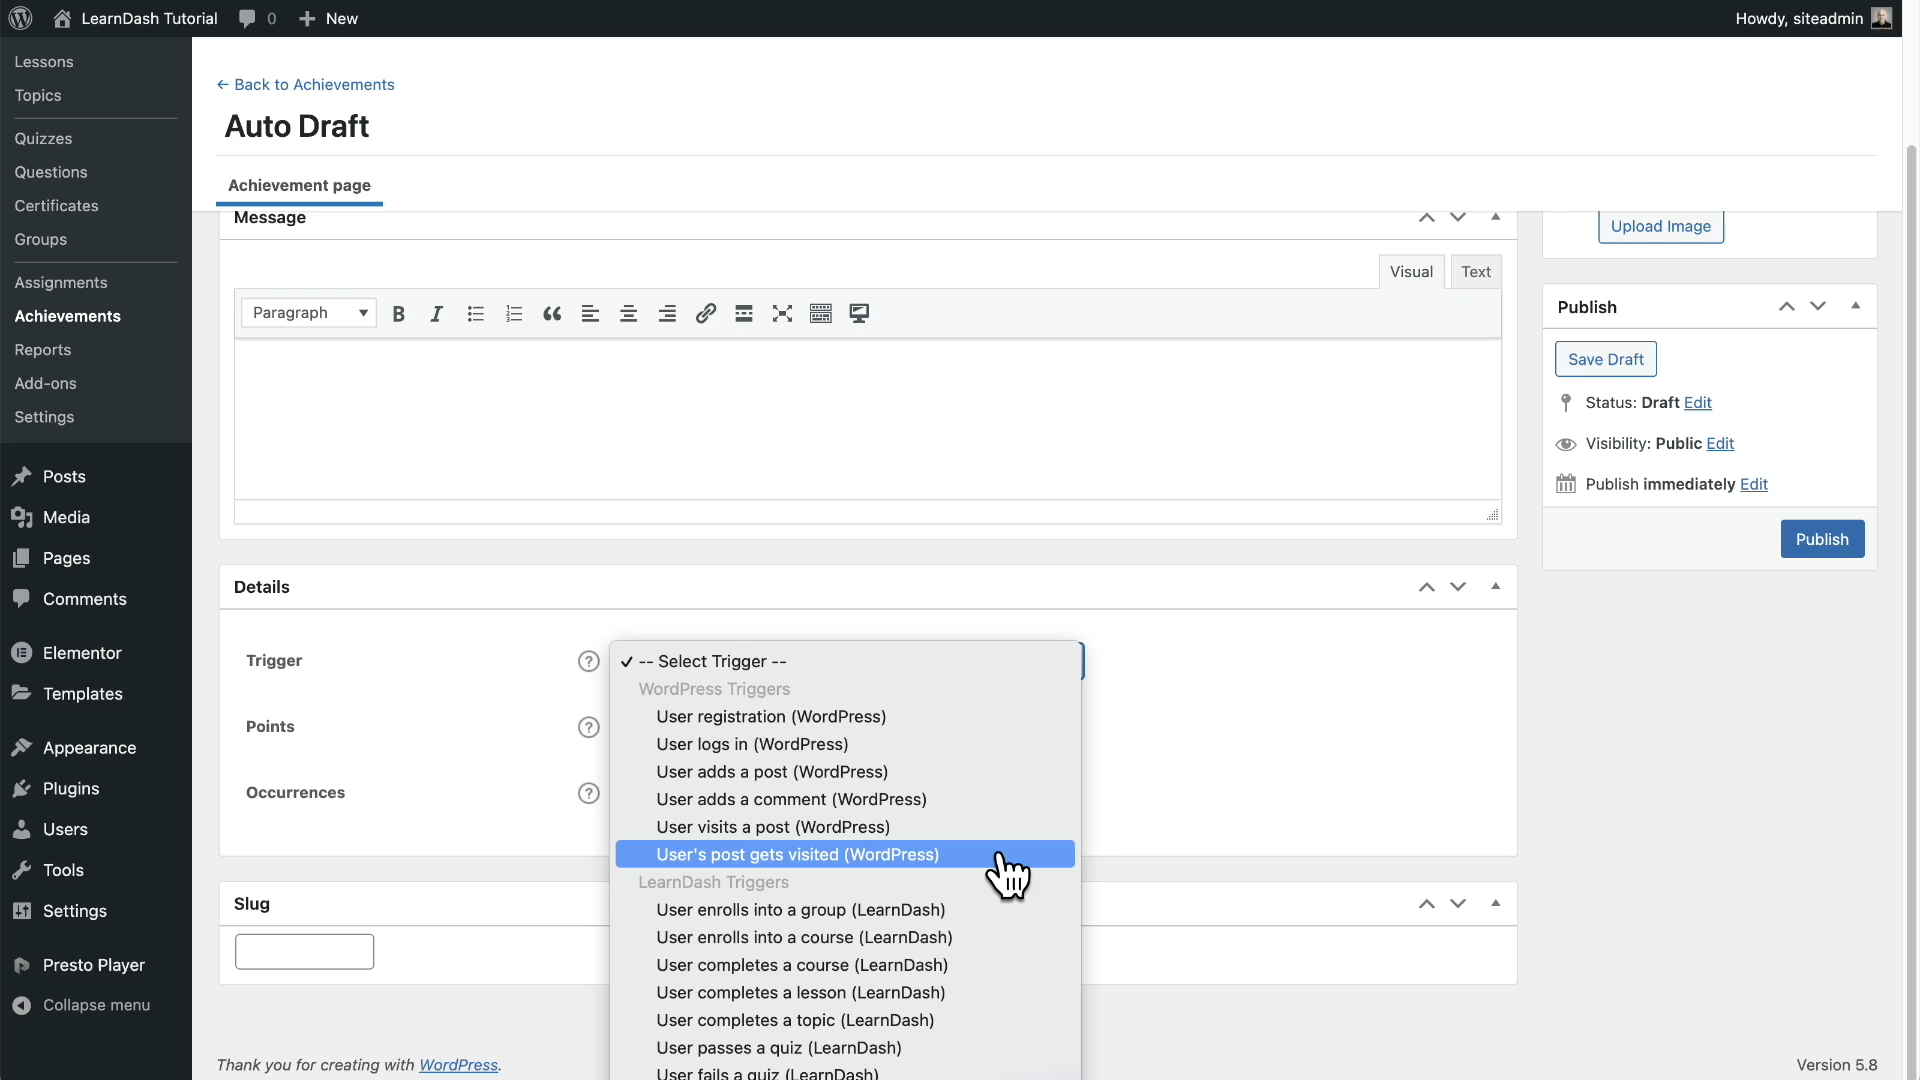 LearnDash Tutorial
0
New
Howdy, siteadmin
Lessons
Topics
Quizzes
Questions
Certificates
Groups
Assignments
Achievements
Reports
Add-ons
Settings
Posts
Media
Pages
Comments
Elementor
Templates
Appearance
Plugins
Users
Tools
Settings
Presto Player
Collapse menu
← Back to Achievements
Auto Draft
Achievement page
Message
Visual
Text
Paragraph
Details
Trigger
Points
Occurrences
✓ -- Select Trigger --
WordPress Triggers
User registration (WordPress)
User logs in (WordPress)
User adds a post (WordPress)
User adds a comment (WordPress)
User visits a post (WordPress)
User's post gets visited (WordPress)
LearnDash Triggers
User enrolls into a group (LearnDash)
User enrolls into a course (LearnDash)
User completes a course (LearnDash)
User completes a lesson (LearnDash)
User completes a topic (LearnDash)
User passes a quiz (LearnDash)
User fails a quiz (LearnDash)
Slug
Upload Image
Publish
Save Draft
Status: Draft Edit
Visibility: Public Edit
Publish immediately Edit
Publish
Thank you for creating with WordPress.
Version 5.8